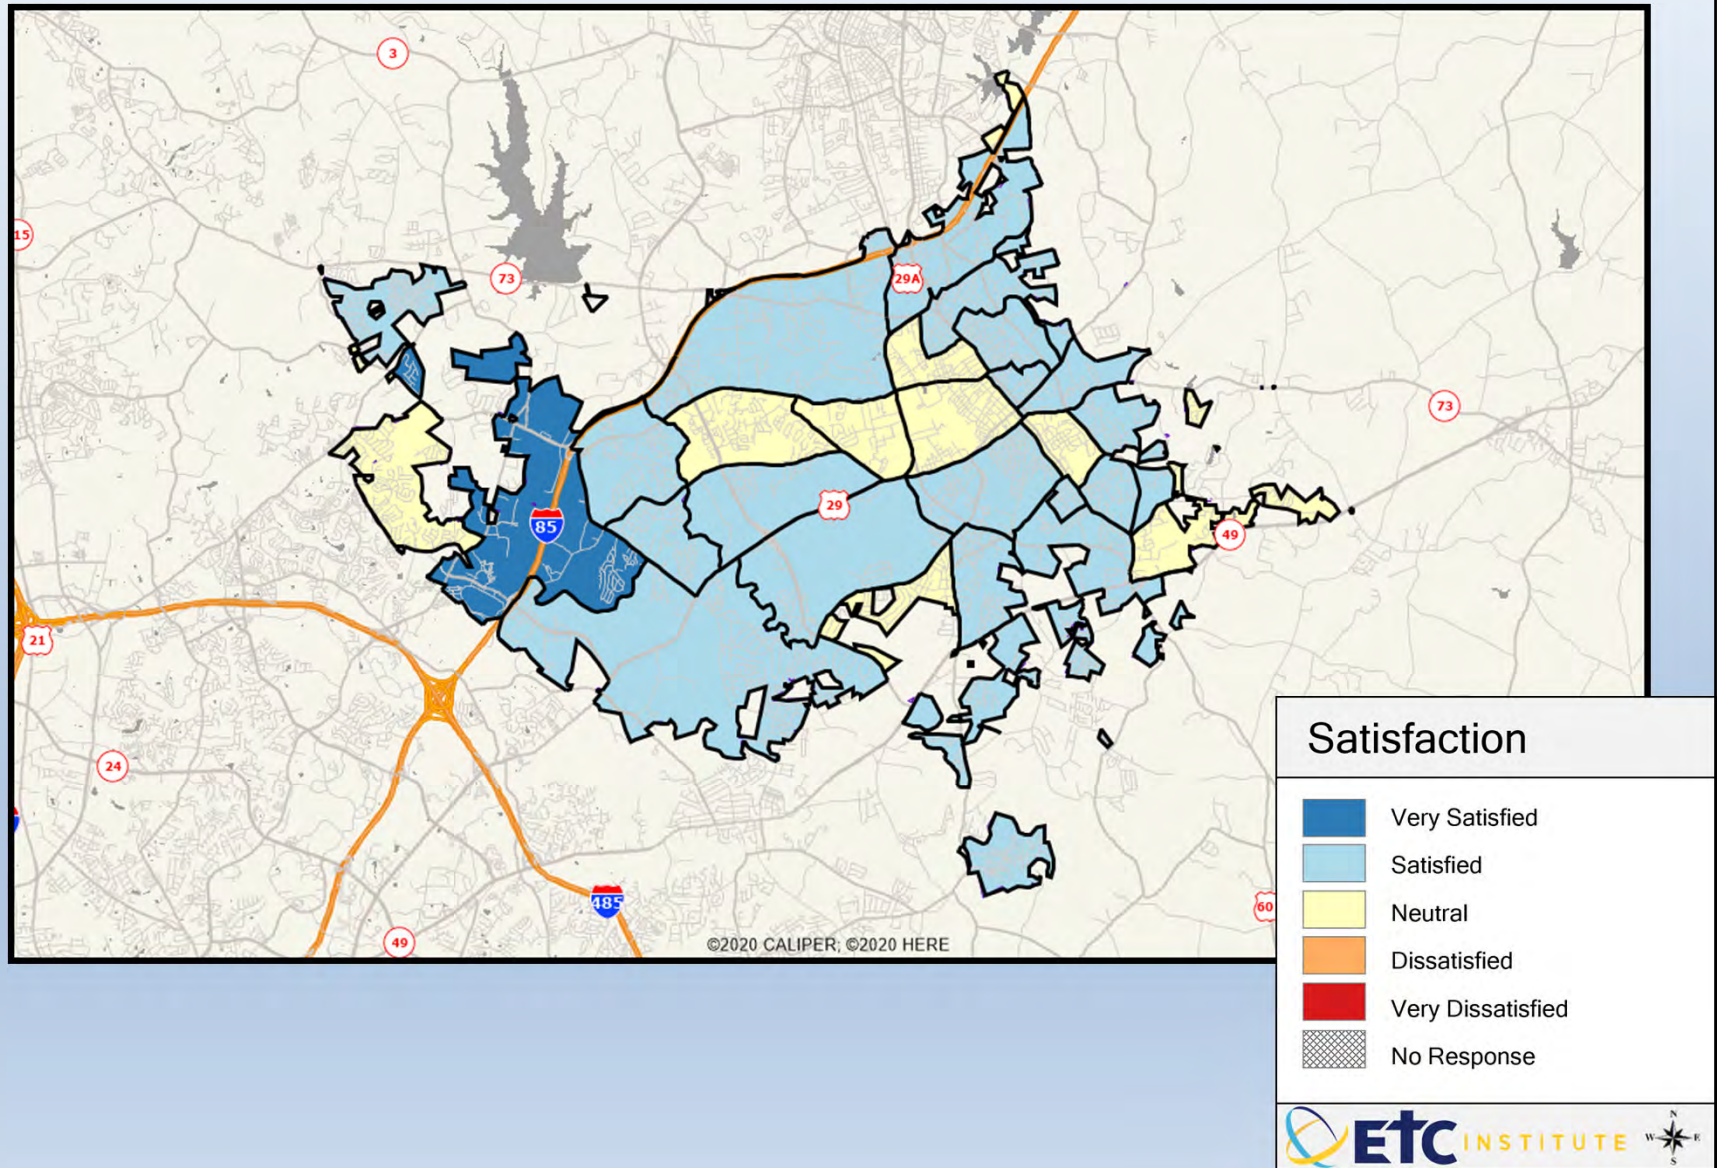 3
15
73
29A
73
29
85
49
21
24
485
60
49
©2020 CALIPER; ©2020 HERE
Satisfaction
Very Satisfied
Satisfied
Neutral
Dissatisfied
Very Dissatisfied
No Response
ETC INSTITUTE
N
W E
S